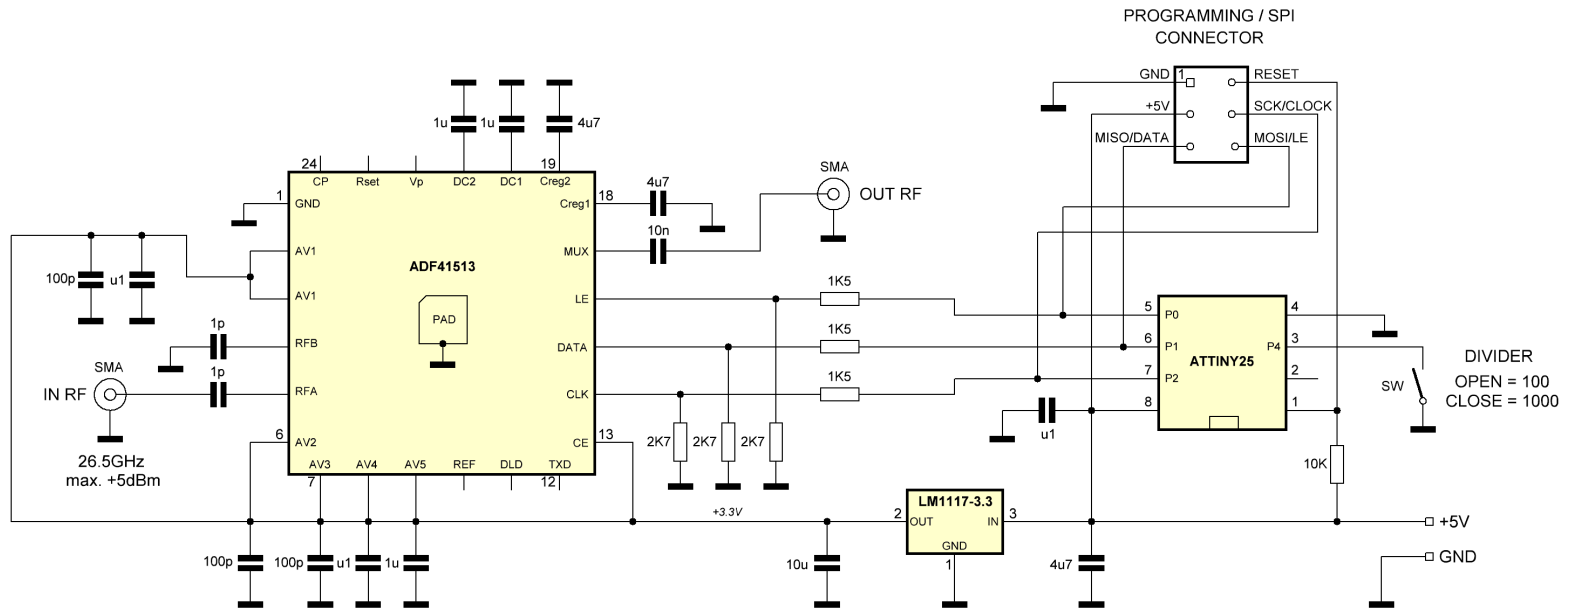 PROGRAMMING / SPI
CONNECTOR
GND
1
RESET
+5V
SCK/CLOCK
MISO/DATA
MOSI/LE
1u
1u
4u7
24
19
CP
Rset
Vp
DC2
DC1
Creg2
1
GND
Creg1
18
4u7
SMA
OUT RF
10n
AV1
MUX
ADF41513
100p
u1
AV1
LE
1K5
PAD
1p
RFB
DATA
1K5
SMA
IN RF
1p
RFA
CLK
1K5
6
AV2
CE
13
2K7
2K7
2K7
26.5GHz
max. +5dBm
AV3
AV4
AV5
REF
DLD
TXD
7
12
5
P0
4
6
P1
ATTINY25
P4
3
7
P2
2
8
1
u1
SW
DIVIDER
OPEN = 100
CLOSE = 1000
10K
LM1117-3.3
+3.3V
2
OUT
IN
3
GND
1
+5V
GND
100p
100p
u1
1u
10u
4u7